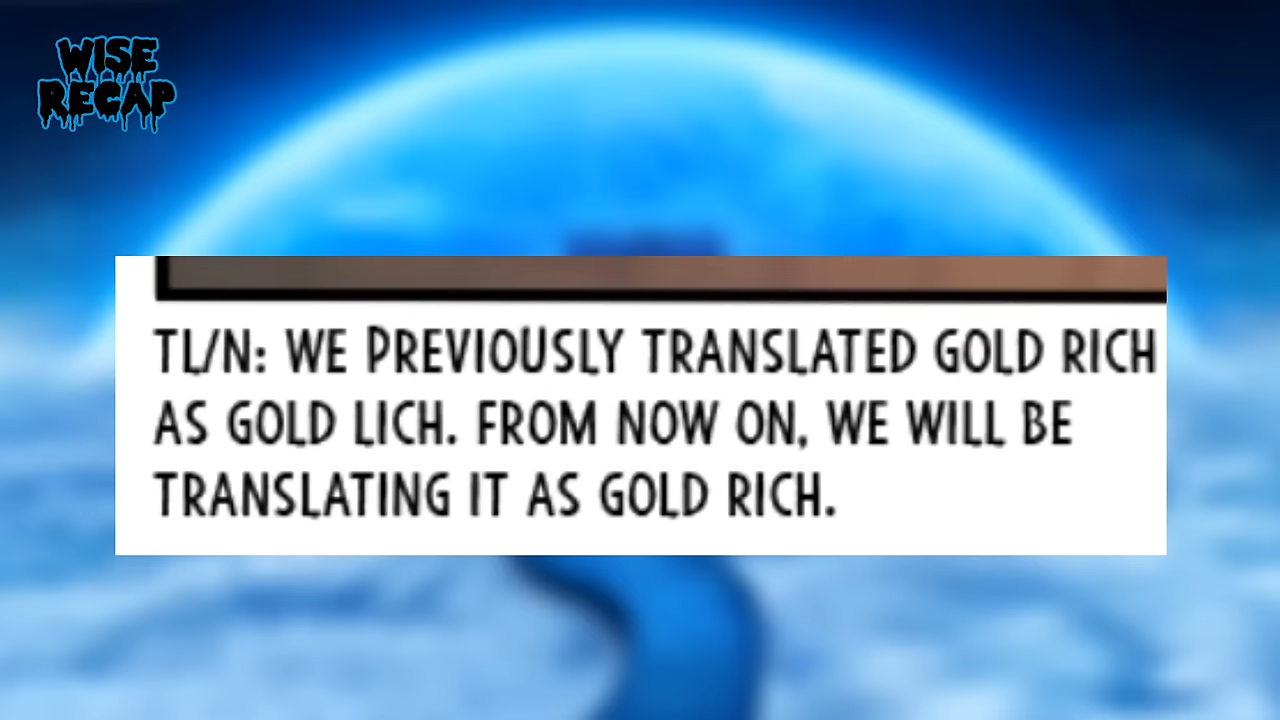 WISE
RECAP
TL/N: WE PREVIOUSLY TRANSLATED GOLD RICH
AS GOLD LICH. FROM NOW ON, WE WILL BE
TRANSLATING IT AS GOLD RICH.